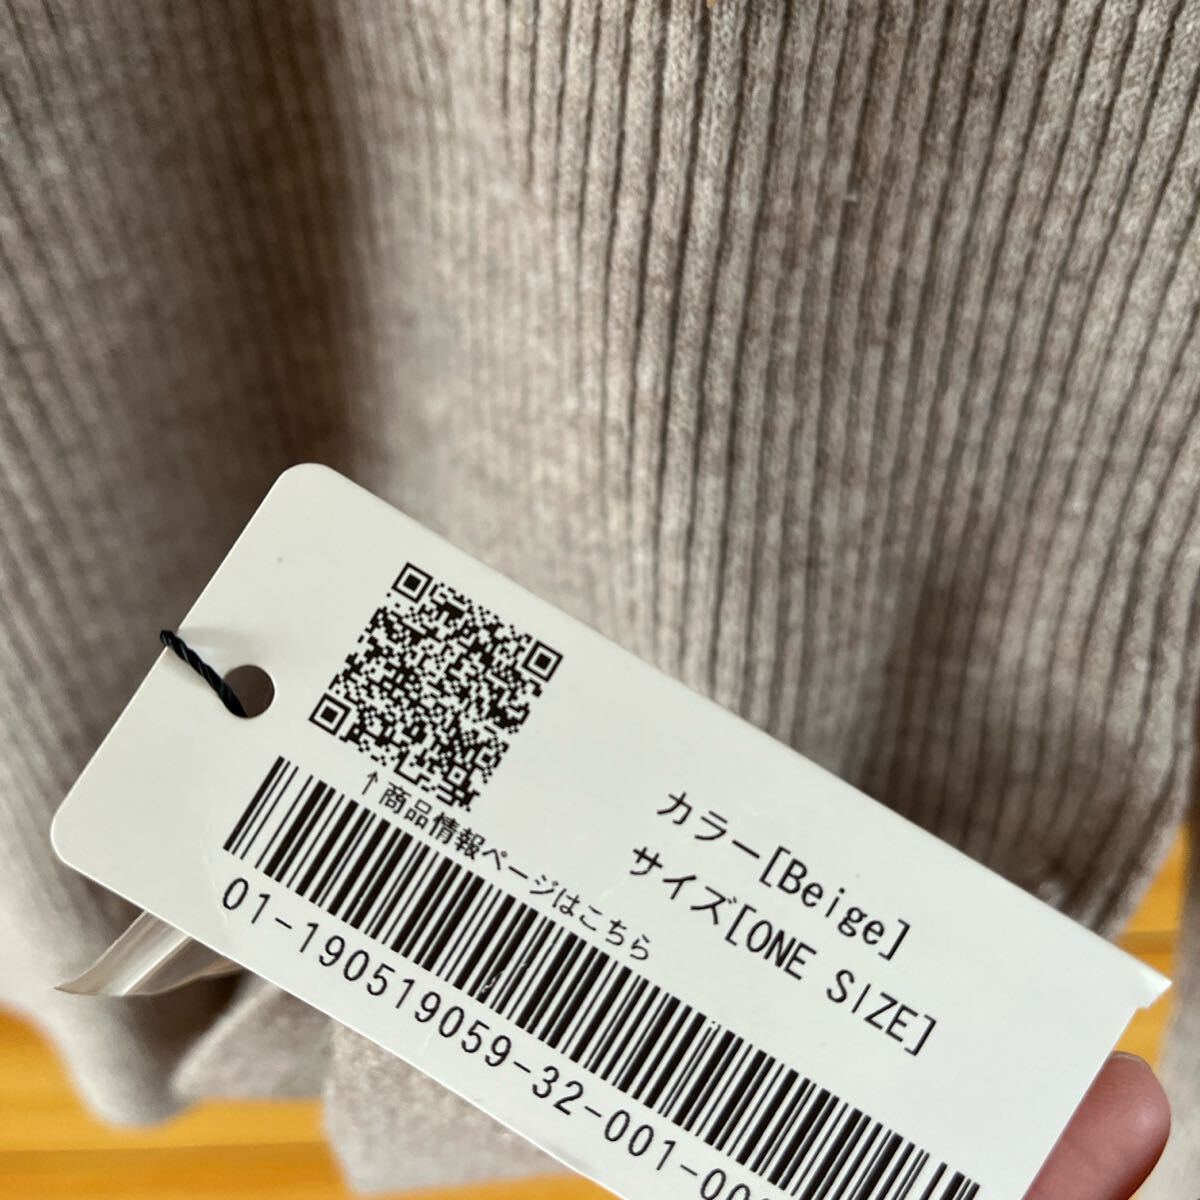 カラー[Beige]
サイズ[ONE SIZE]
↑商品情報ページはこちら
01-190519059-32-001-00